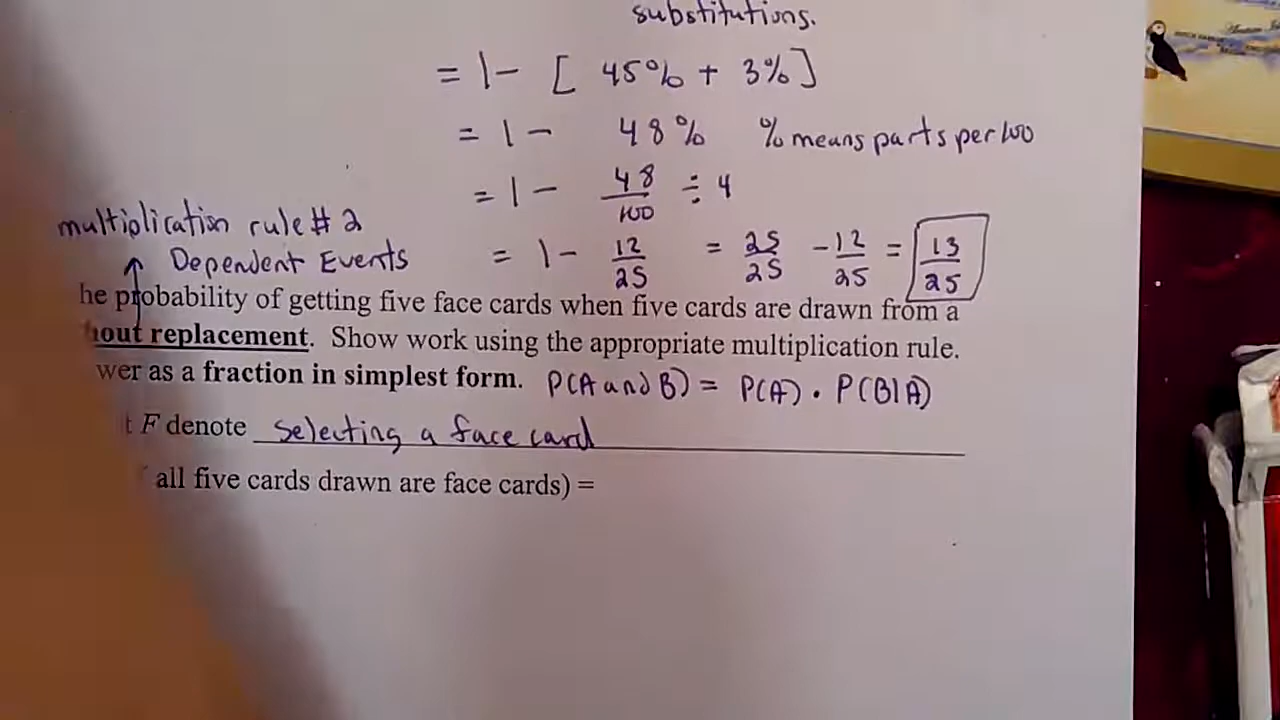 substitutions.
= 1 - [ 45% + 3% ]
= 1 - 48% % means parts per 100
= 1 - 48/100 ÷ 4
multiplication rule # 2
Dependent Events
= 1 - 12/25 = 25/25 - 12/25 = 13/25
he probability of getting five face cards when five cards are drawn from a
hout replacement. Show work using the appropriate multiplication rule.
wer as a fraction in simplest form. P(A and B) = P(A) · P(B|A)
t F denote selecting a face card
all five cards drawn are face cards) =